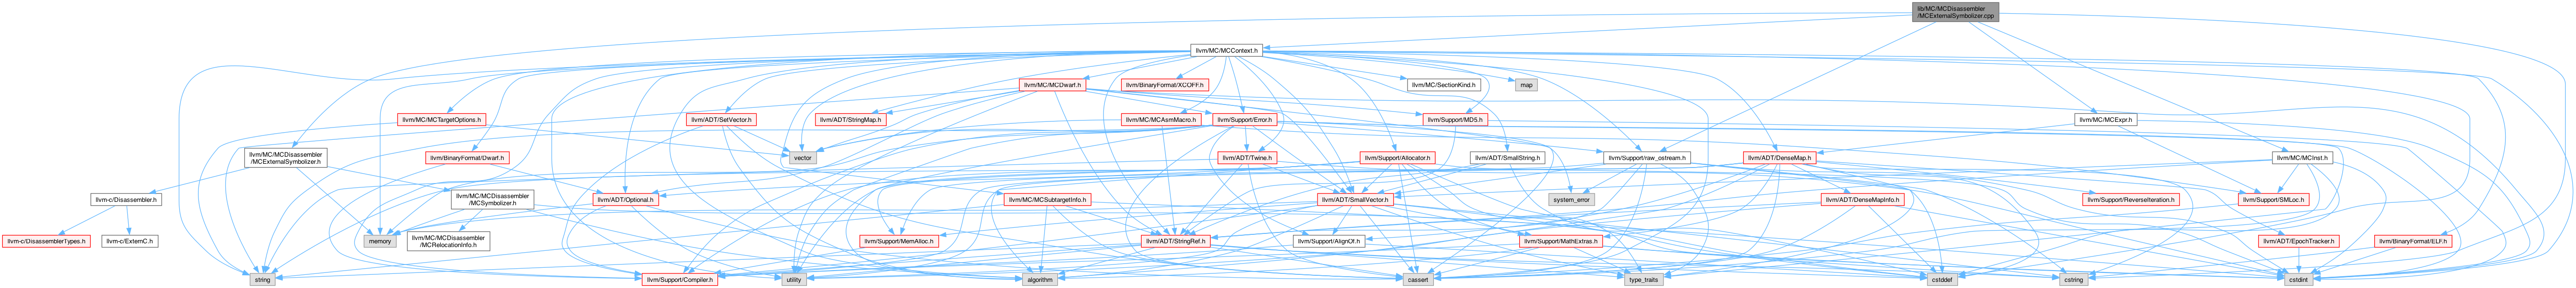 lib/MC/MCDisassembler
/MCExternalSymbolizer.cpp
llvm/MC/MCContext.h
llvm/MC/MCDwarf.h
llvm/BinaryFormat/XCOFF.h
llvm/MC/SectionKind.h
map
llvm/MC/MCTargetOptions.h
llvm/ADT/SetVector.h
llvm/ADT/StringMap.h
llvm/MC/MCAsmMacro.h
llvm/Support/Error.h
llvm/Support/MD5.h
llvm/MC/MCExpr.h
llvm/MC/MCDisassembler
/MCExternalSymbolizer.h
llvm/BinaryFormat/Dwarf.h
vector
llvm/ADT/Twine.h
llvm/Support/Allocator.h
llvm/ADT/SmallString.h
llvm/Support/raw_ostream.h
llvm/ADT/DenseMap.h
llvm/MC/MCInst.h
llvm-c/Disassembler.h
llvm/MC/MCDisassembler
/MCSymbolizer.h
llvm/ADT/Optional.h
llvm/MC/MCSubtargetInfo.h
llvm/ADT/SmallVector.h
system_error
llvm/ADT/DenseMapInfo.h
llvm/Support/ReverseIteration.h
llvm/Support/SMLoc.h
llvm-c/DisassemblerTypes.h
llvm-c/ExternC.h
memory
llvm/MC/MCDisassembler
/MCRelocationInfo.h
llvm/Support/MemAlloc.h
llvm/ADT/StringRef.h
llvm/Support/AlignOf.h
llvm/Support/MathExtras.h
llvm/ADT/EpochTracker.h
llvm/BinaryFormat/ELF.h
string
llvm/Support/Compiler.h
utility
algorithm
cassert
type_traits
cstddef
cstring
cstdint